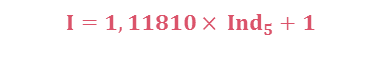 I = 1,11810 × Ind₅ + 1